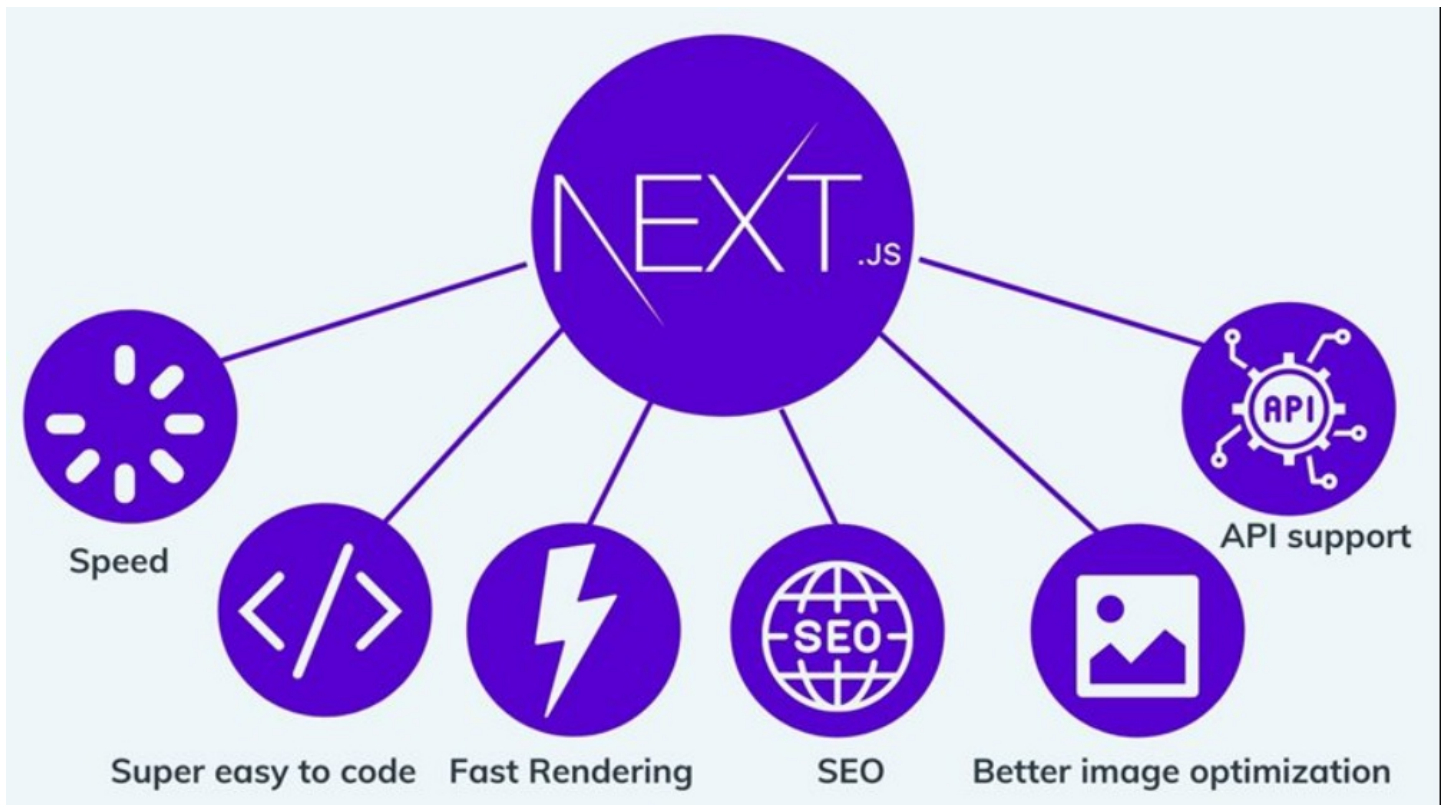 NEXT.JS
API
API support
Speed
SEO
Super easy to code
Fast Rendering
SEO
Better image optimization